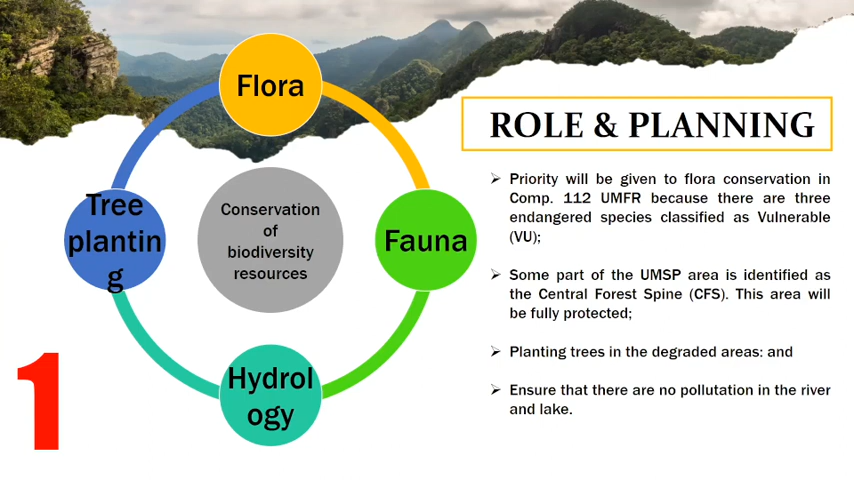 Flora
Tree
plantin
g
Conservation
of
biodiversity
resources
Fauna
Hydrol
ogy
1
ROLE & PLANNING
➢ Priority will be given to flora conservation in
Comp. 112 UMFR because there are three
endangered species classified as Vulnerable
(VU);
➢ Some part of the UMSP area is identified as
the Central Forest Spine (CFS). This area will
be fully protected;
➢ Planting trees in the degraded areas: and
➢ Ensure that there are no pollutation in the river
and lake.